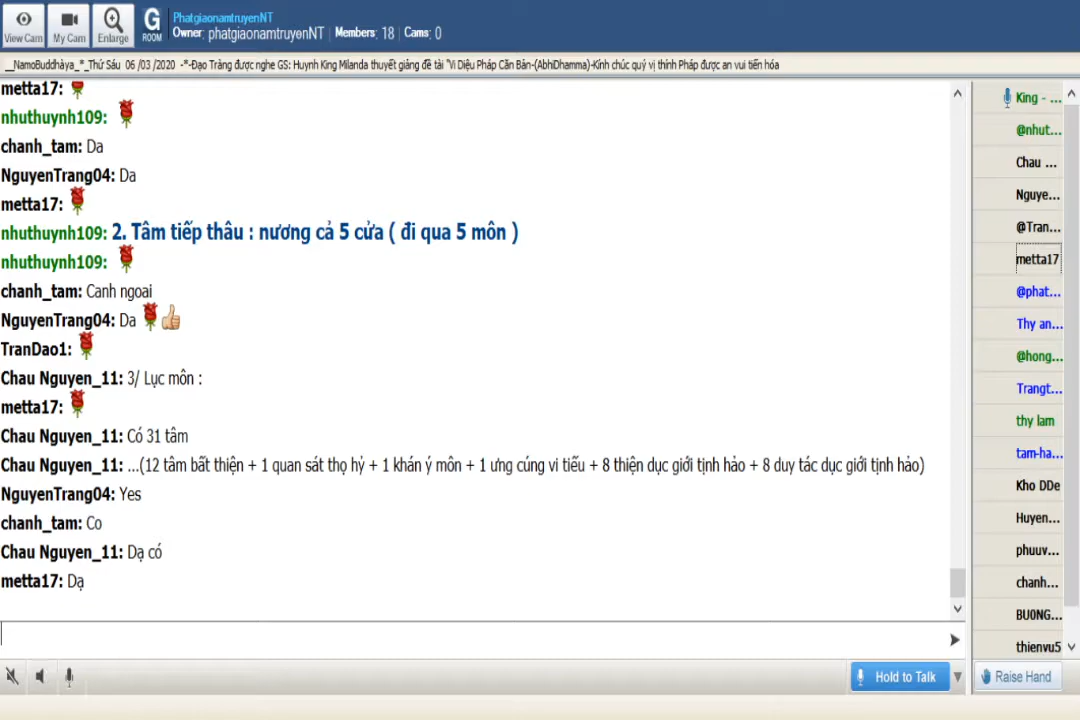 View Cam
My Cam
Enlarge
G
ROOM
PhatgiaonamtruyenNT
Owner: phatgiaonamtruyenNT Members: 18 Cams: 0
__NamoBuddhàya_*_Thứ Sáu 06 /03 /2020 -*-Đạo Tràng được nghe GS: Huynh King Milanda thuyết giảng đề tài "Vi Diệu Pháp Căn Bản-(AbhiDhamma)-Kính chúc quý vị thính Pháp được an vui tiến hóa
metta17:
nhuthuynh109:
chanh_tam: Da
NguyenTrang04: Da
metta17:
nhuthuynh109: 2. Tâm tiếp thâu : nương cả 5 cửa ( đi qua 5 môn )
nhuthuynh109:
chanh_tam: Canh ngoai
NguyenTrang04: Da
TranDao1:
Chau Nguyen_11: 3/ Lục môn :
metta17:
Chau Nguyen_11: Có 31 tâm
Chau Nguyen_11: ...(12 tâm bất thiện + 1 quan sát thọ hỷ + 1 khán ý môn + 1 ưng cúng vi tiếu + 8 thiện dục giới tịnh hảo + 8 duy tác dục giới tịnh hảo)
NguyenTrang04: Yes
chanh_tam: Co
Chau Nguyen_11: Dạ có
metta17: Dạ
King - ...
@nhut...
Chau ...
Nguye...
@Tran...
metta17
@phat...
Thy an...
@hong...
Trangt...
thy lam
tam-ha...
Kho DDe
Huyen...
phuuv...
chanh...
BU0NG...
thienvu5
Hold to Talk
Raise Hand